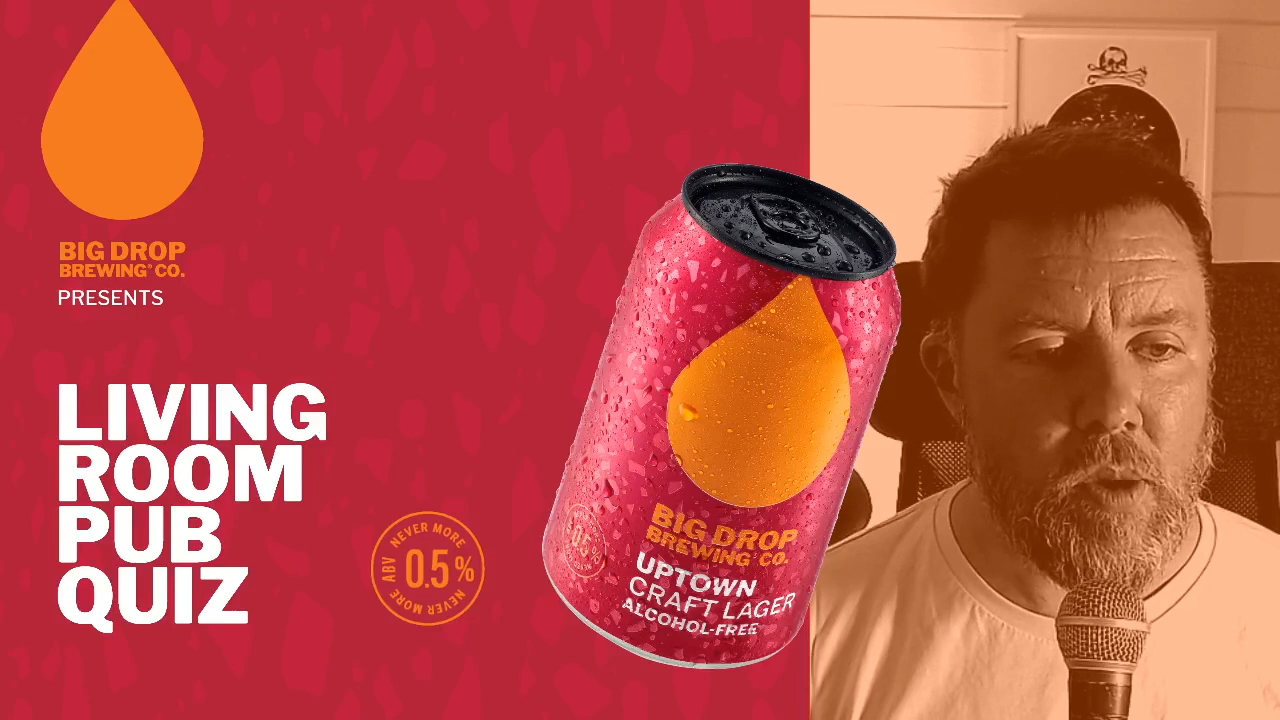 BIG DROP
BREWING® CO.
PRESENTS
LIVING
ROOM
PUB
QUIZ
NEVER MORE
ABV 0.5%
NEVER MORE
BIG DROP
BREWING CO.
UPTOWN
CRAFT LAGER
ALCOHOL-FREE